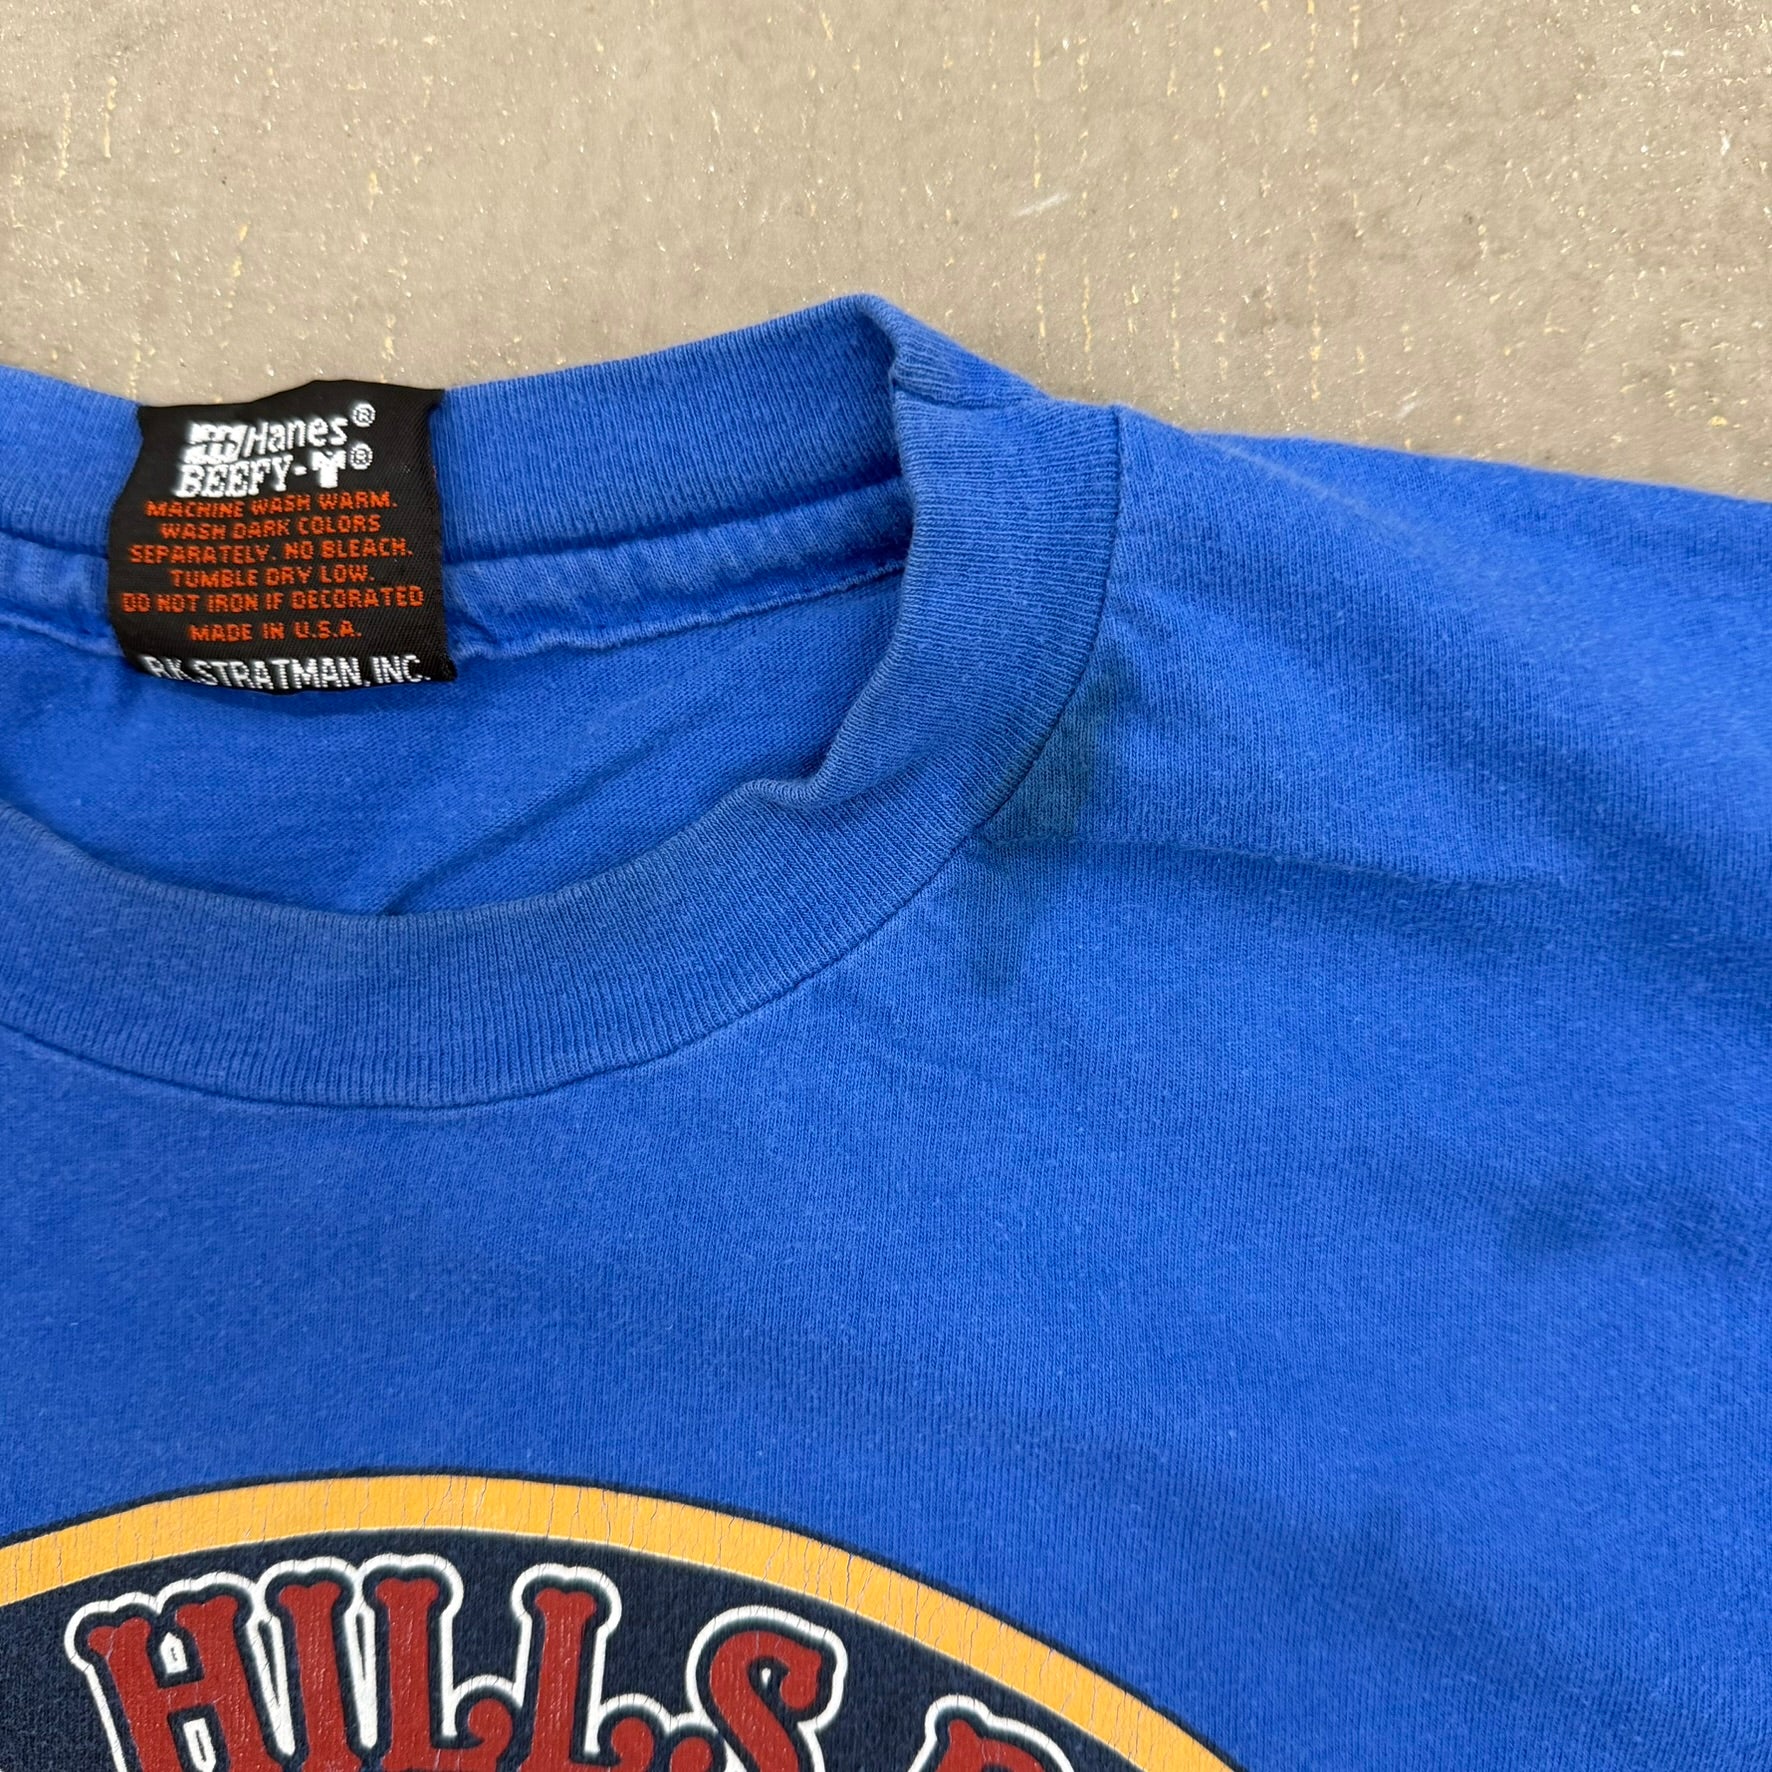 Hanes®
BEEFY-T®
MACHINE WASH WARM.
WASH DARK COLORS
SEPARATELY. NO BLEACH.
TUMBLE DRY LOW.
DO NOT IRON IF DECORATED
MADE IN U.S.A.
RK STRATMAN, INC.
HILLS